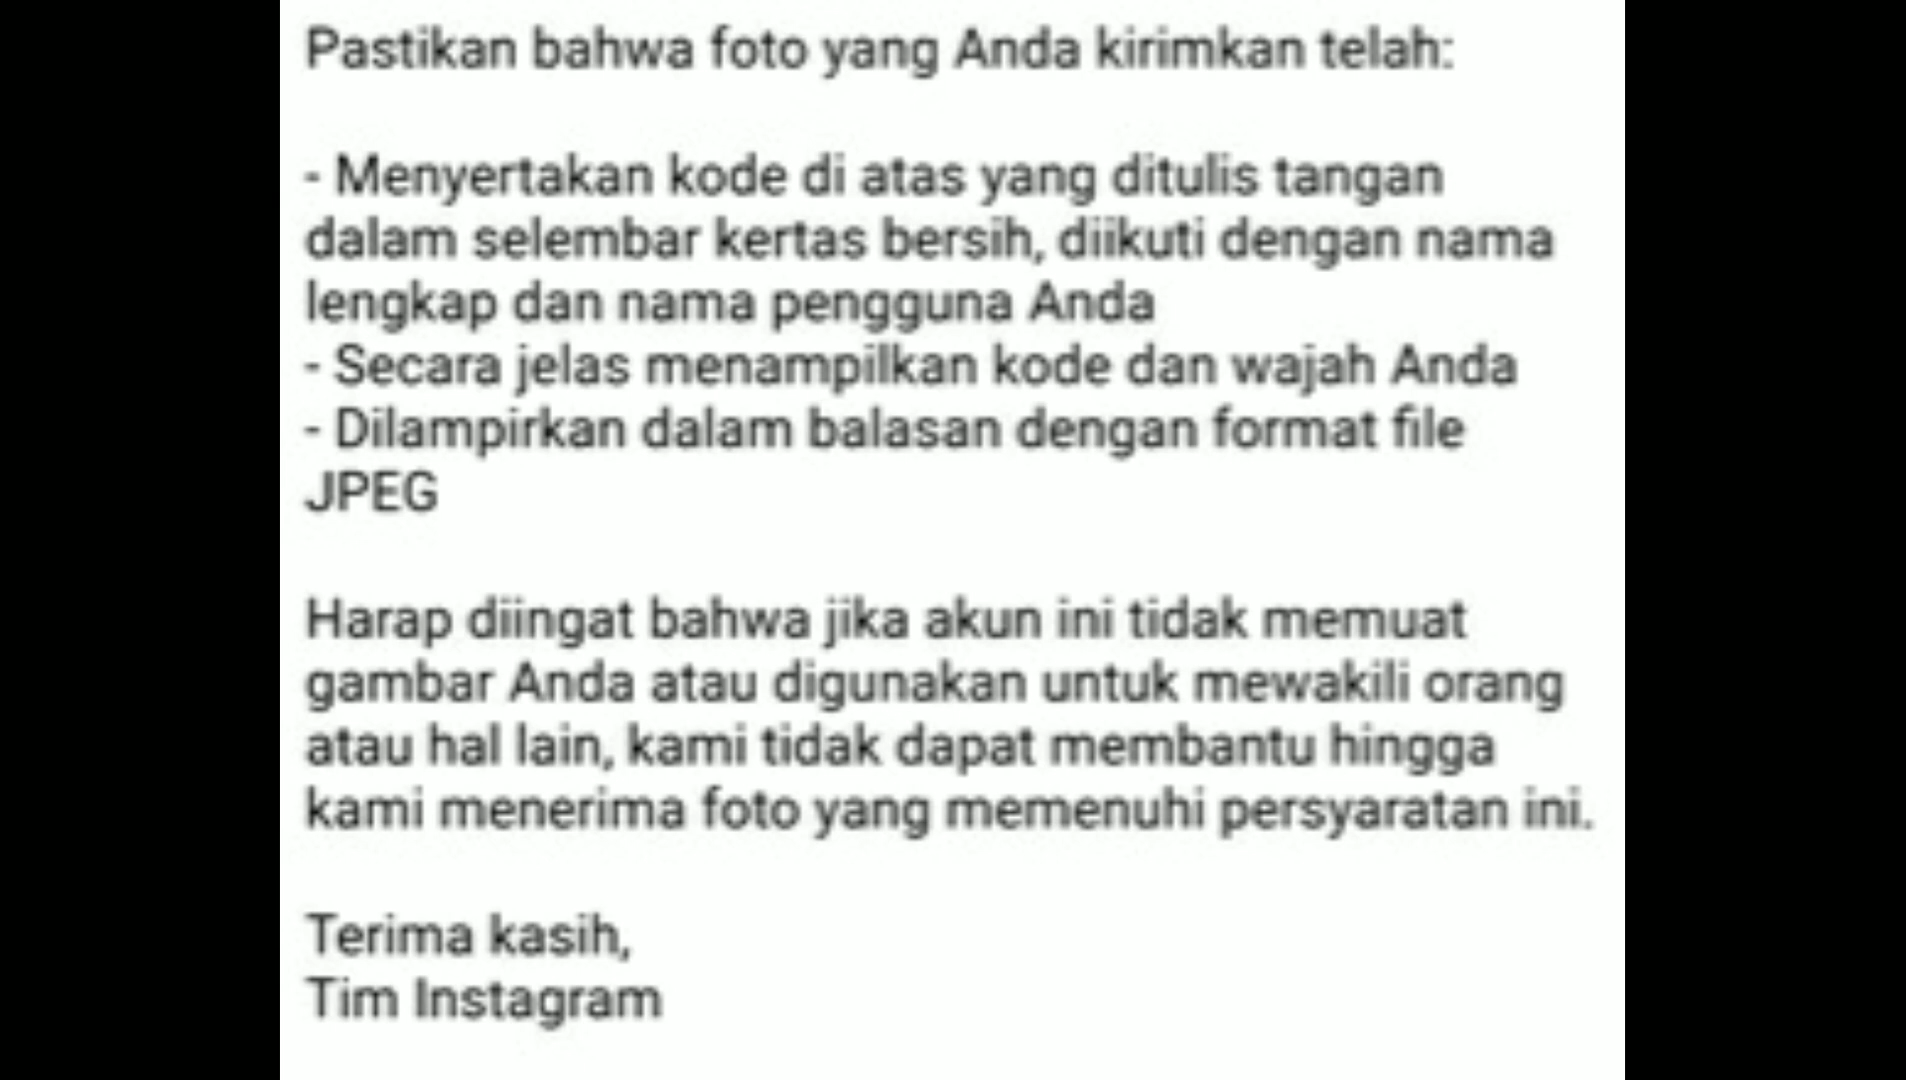 Pastikan bahwa foto yang Anda kirimkan telah:
- Menyertakan kode di atas yang ditulis tangan
dalam selembar kertas bersih, diikuti dengan nama
lengkap dan nama pengguna Anda
- Secara jelas menampilkan kode dan wajah Anda
- Dilampirkan dalam balasan dengan format file
JPEG
Harap diingat bahwa jika akun ini tidak memuat
gambar Anda atau digunakan untuk mewakili orang
atau hal lain, kami tidak dapat membantu hingga
kami menerima foto yang memenuhi persyaratan ini.
Terima kasih,
Tim Instagram